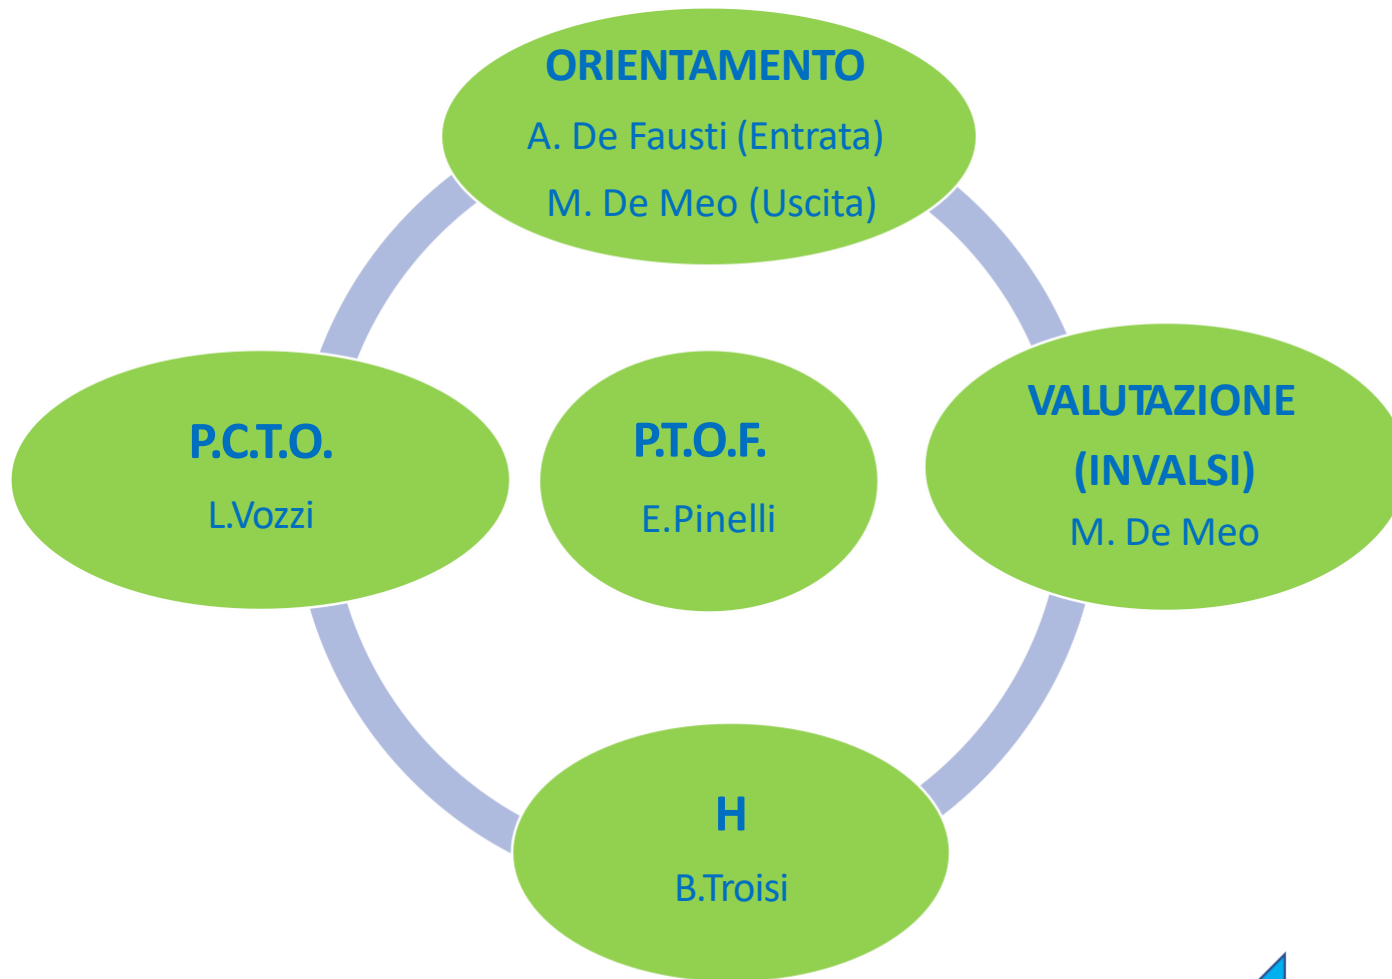 ORIENTAMENTO
A. De Fausti (Entrata)
M. De Meo (Uscita)
P.C.T.O.
L.Vozzi
P.T.O.F.
E.Pinelli
VALUTAZIONE
(INVALSI)
M. De Meo
H
B.Troisi